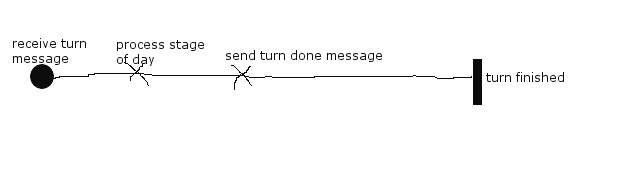 receive turn
message
process stage
of day
send turn done message
turn finished